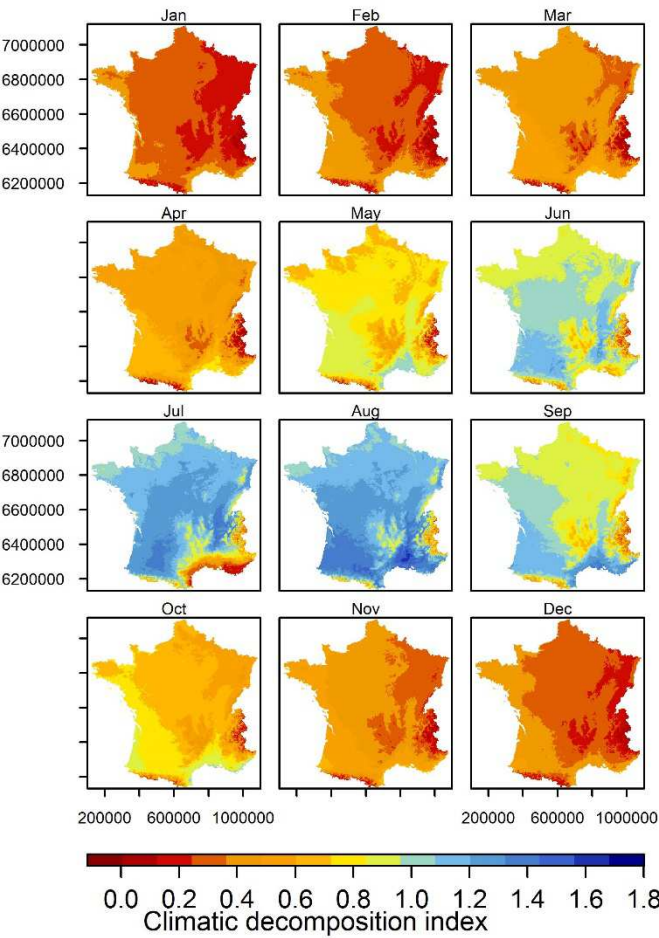 Jan Feb Mar
7000000
6800000
6600000
6400000
6200000
Apr May Jun
Jul Aug Sep
7000000
6800000
6600000
6400000
6200000
Oct Nov Dec
200000 600000 1000000 200000 600000 1000000
0.0 0.2 0.4 0.6 0.8 1.0 1.2 1.4 1.6 1.8
Climatic decomposition index